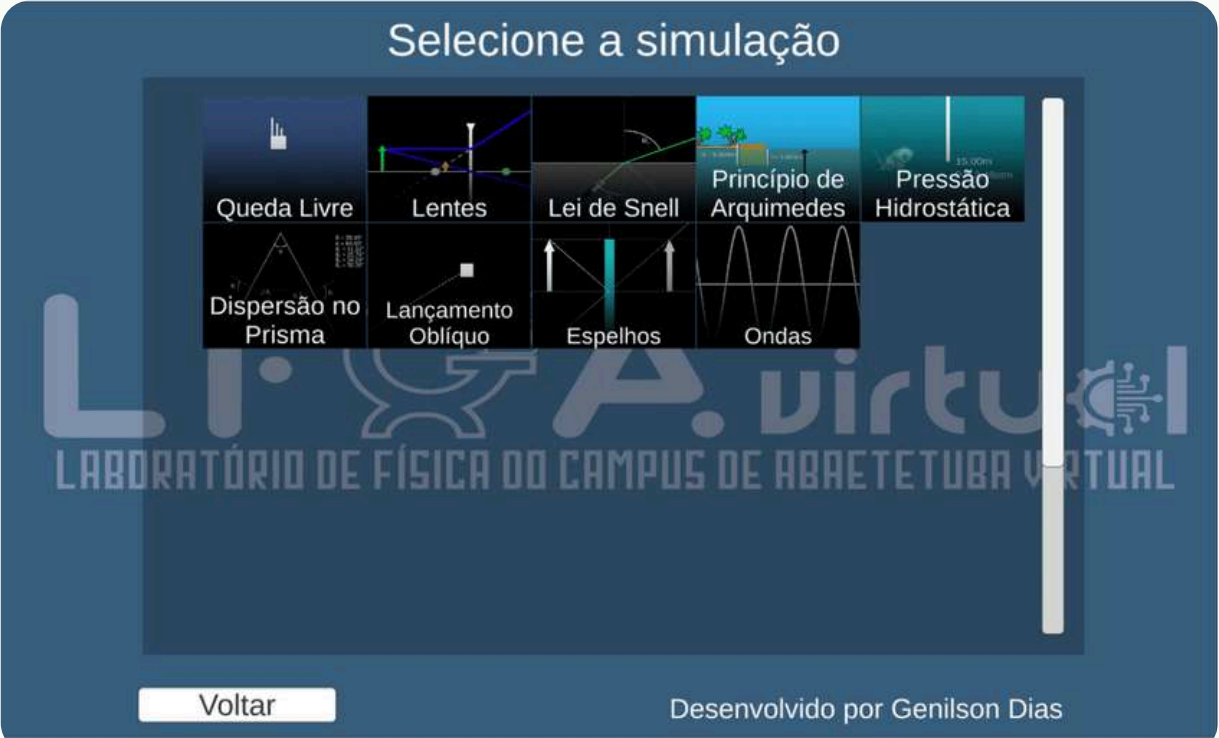 Selecione a simulação
Queda Livre
Lentes
Lei de Snell
Princípio de
Arquimedes
15.00m
Pressão
Hidrostática
Dispersão no
Prisma
Lançamento
Oblíquo
Espelhos
Ondas
virtual
LABORATÓRIO DE FÍSICA DO CAMPUS DE ABAETETUBA VIRTUAL
Voltar
Desenvolvido por Genilson Dias